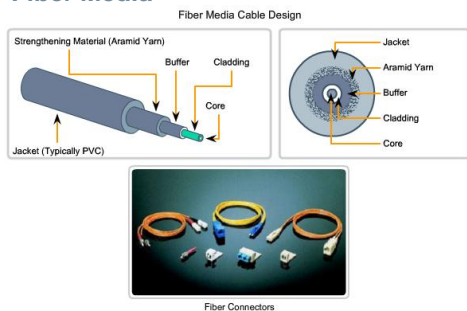 Fiber Media
Fiber Media Cable Design
Strengthening Material (Aramid Yarn)
Buffer
Cladding
Core
Jacket (Typically PVC)
Jacket
Aramid Yarn
Buffer
Cladding
Core
Fiber Connectors